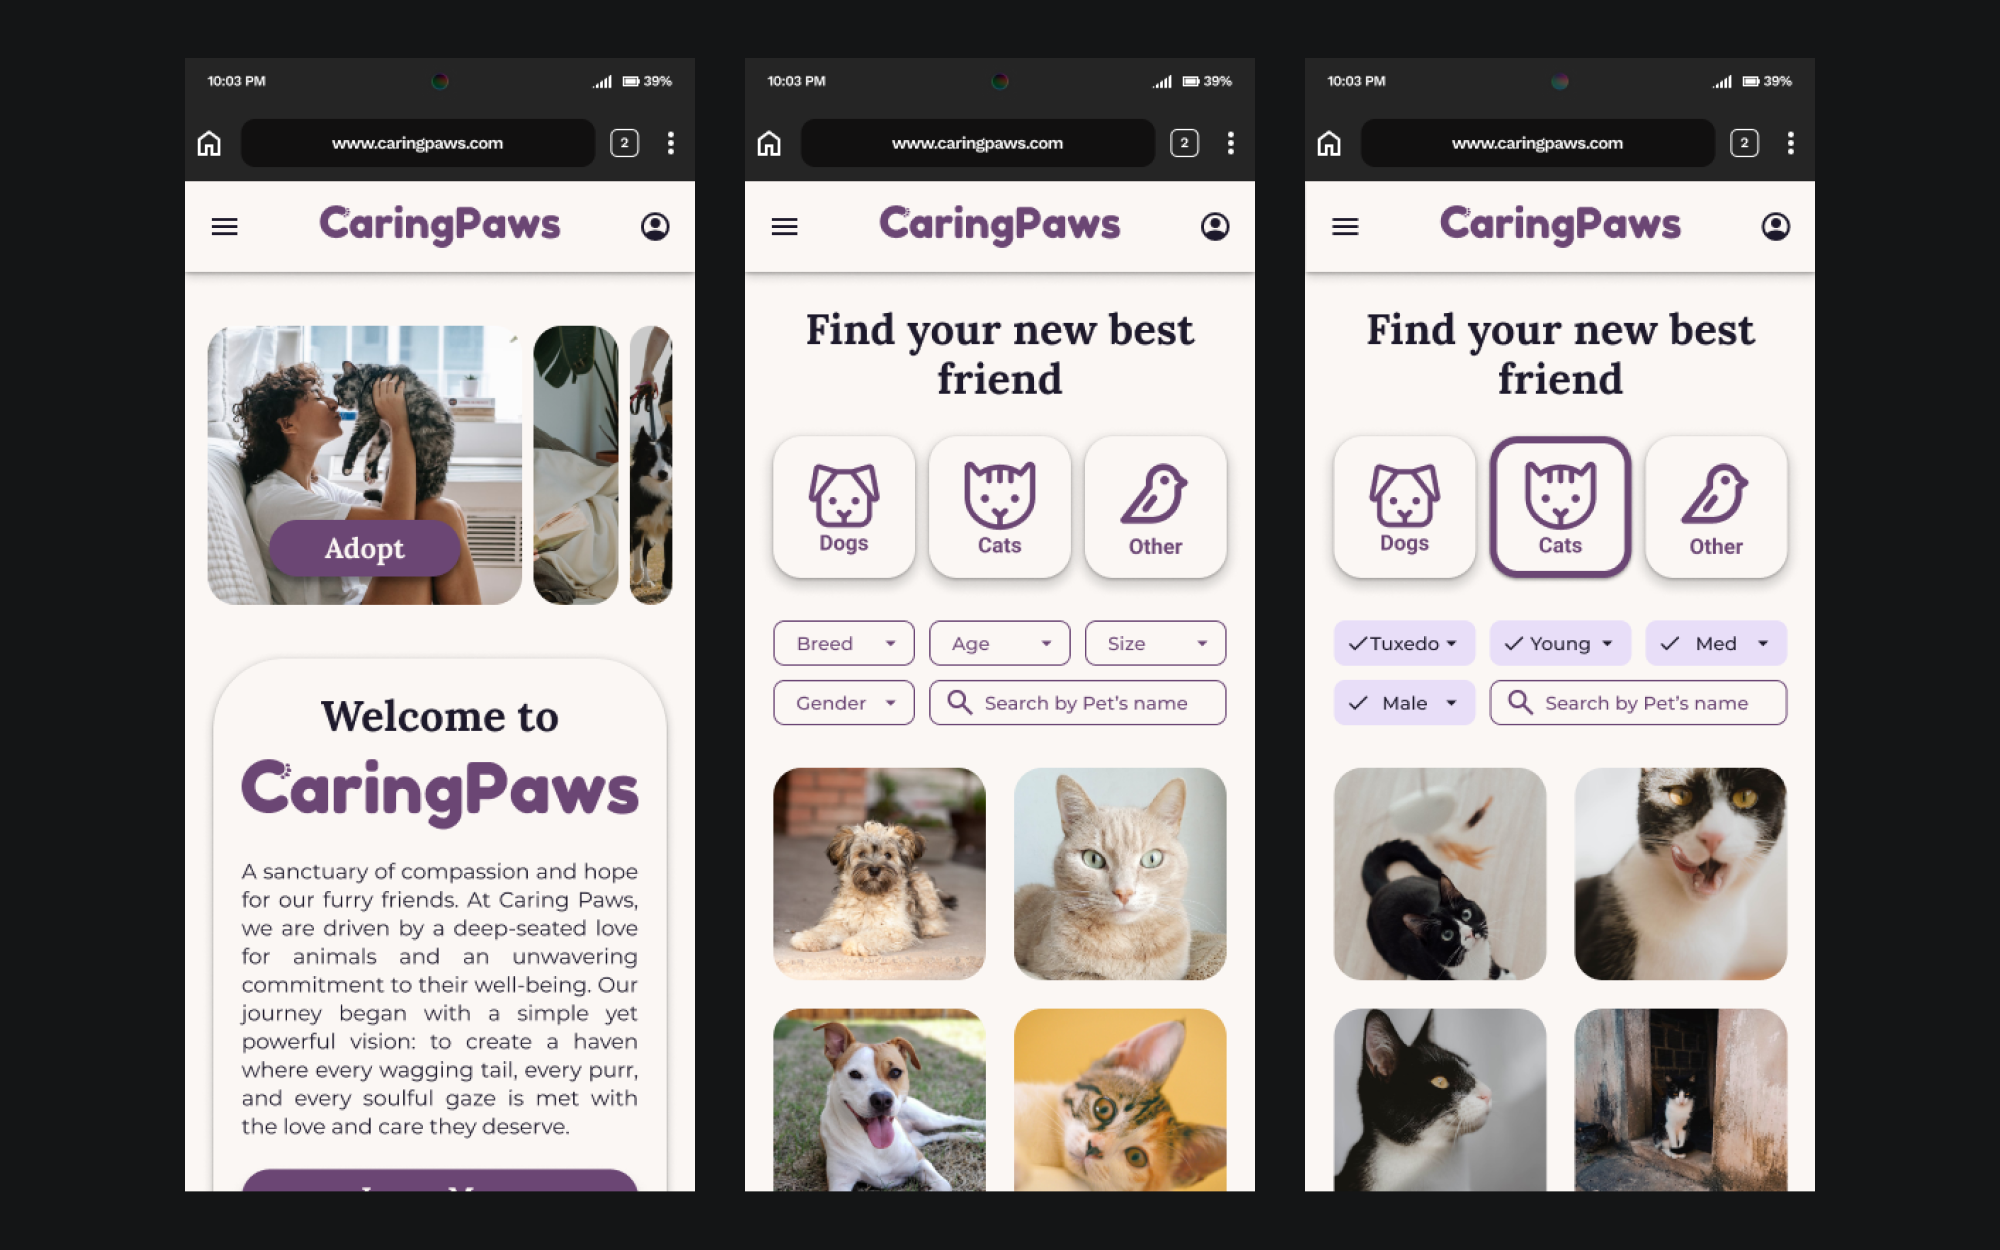 10:03 PM
39%
www.caringpaws.com
2
CaringPaws
Adopt
Welcome to
CaringPaws
A sanctuary of compassion and hope
for our furry friends. At Caring Paws,
we are driven by a deep-seated love
for animals and an unwavering
commitment to their well-being. Our
journey began with a simple yet
powerful vision: to create a haven
where every wagging tail, every purr,
and every soulful gaze is met with
the love and care they deserve.
10:03 PM
39%
www.caringpaws.com
2
CaringPaws
Find your new best
friend
Dogs
Cats
Other
Breed
Age
Size
Gender
Search by Pet's name
10:03 PM
39%
www.caringpaws.com
2
CaringPaws
Find your new best
friend
Dogs
Cats
Other
Tuxedo
Young
Med
Male
Search by Pet's name